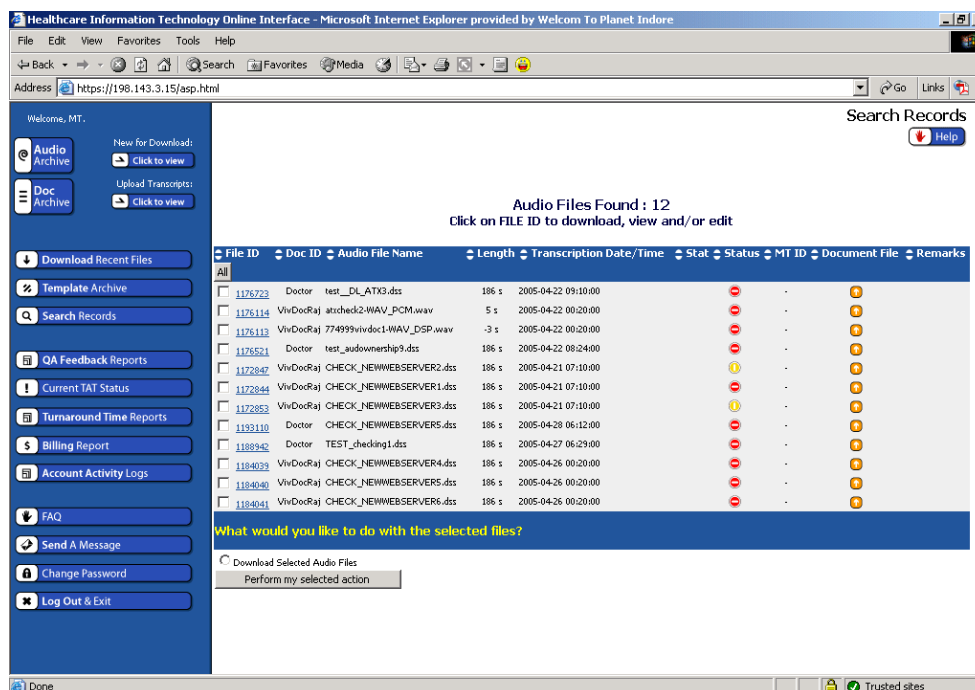 Healthcare Information Technology Online Interface - Microsoft Internet Explorer provided by Welcom To Planet Indore
File Edit View Favorites Tools Help
Back Search Favorites Media
Address https://198.143.3.15/asp.html Go Links
Welcome, MT.
Audio Archive
New for Download:
Click to view
Doc Archive
Upload Transcripts:
Click to view
Download Recent Files
Template Archive
Search Records
QA Feedback Reports
Current TAT Status
Turnaround Time Reports
Billing Report
Account Activity Logs
FAQ
Send A Message
Change Password
Log Out & Exit
Search Records
Help
Audio Files Found : 12
Click on FILE ID to download, view and/or edit
File ID Doc ID Audio File Name Length Transcription Date/Time Stat Status MT ID Document File Remarks
All
1176723 Doctor test__DL_ATX3.dss 186 s 2005-04-22 09:10:00
1176114 VivDocRaj atxcheck2-WAV_PCM.wav 5 s 2005-04-22 00:20:00 -
1176113 VivDocRaj 774999vivdoc1-WAV_DSP.wav -3 s 2005-04-22 00:20:00 -
1176521 Doctor test_audownership9.dss 186 s 2005-04-22 08:24:00 -
1172847 VivDocRaj CHECK_NEWWEBSERVER2.dss 186 s 2005-04-21 07:10:00 -
1172844 VivDocRaj CHECK_NEWWEBSERVER1.dss 186 s 2005-04-21 07:10:00 -
1172853 VivDocRaj CHECK_NEWWEBSERVER3.dss 186 s 2005-04-21 07:10:00 -
1193110 Doctor CHECK_NEWWEBSERVER5.dss 186 s 2005-04-28 06:12:00 -
1188942 Doctor TEST_checking1.dss 186 s 2005-04-27 06:29:00 -
1184039 VivDocRaj CHECK_NEWWEBSERVER4.dss 186 s 2005-04-26 00:20:00 -
1184040 VivDocRaj CHECK_NEWWEBSERVER5.dss 186 s 2005-04-26 00:20:00 -
1184041 VivDocRaj CHECK_NEWWEBSERVER6.dss 186 s 2005-04-26 00:20:00 -
What would you like to do with the selected files?
Download Selected Audio Files
Perform my selected action
Done Trusted sites